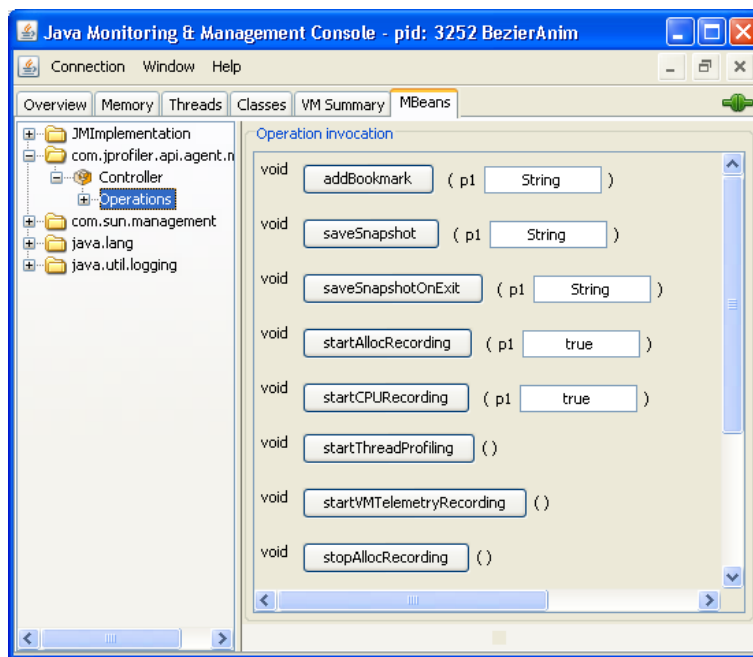 Java Monitoring & Management Console - pid: 3252 BezierAnim
Connection Window Help
Overview Memory Threads Classes VM Summary MBeans
JMImplementation
com.jprofiler.api.agent.n
Controller
Operations
com.sun.management
java.lang
java.util.logging
Operation invocation
void addBookmark ( p1 String )
void saveSnapshot ( p1 String )
void saveSnapshotOnExit ( p1 String )
void startAllocRecording ( p1 true )
void startCPURecording ( p1 true )
void startThreadProfiling ( )
void startVMTelemetryRecording ( )
void stopAllocRecording ( )